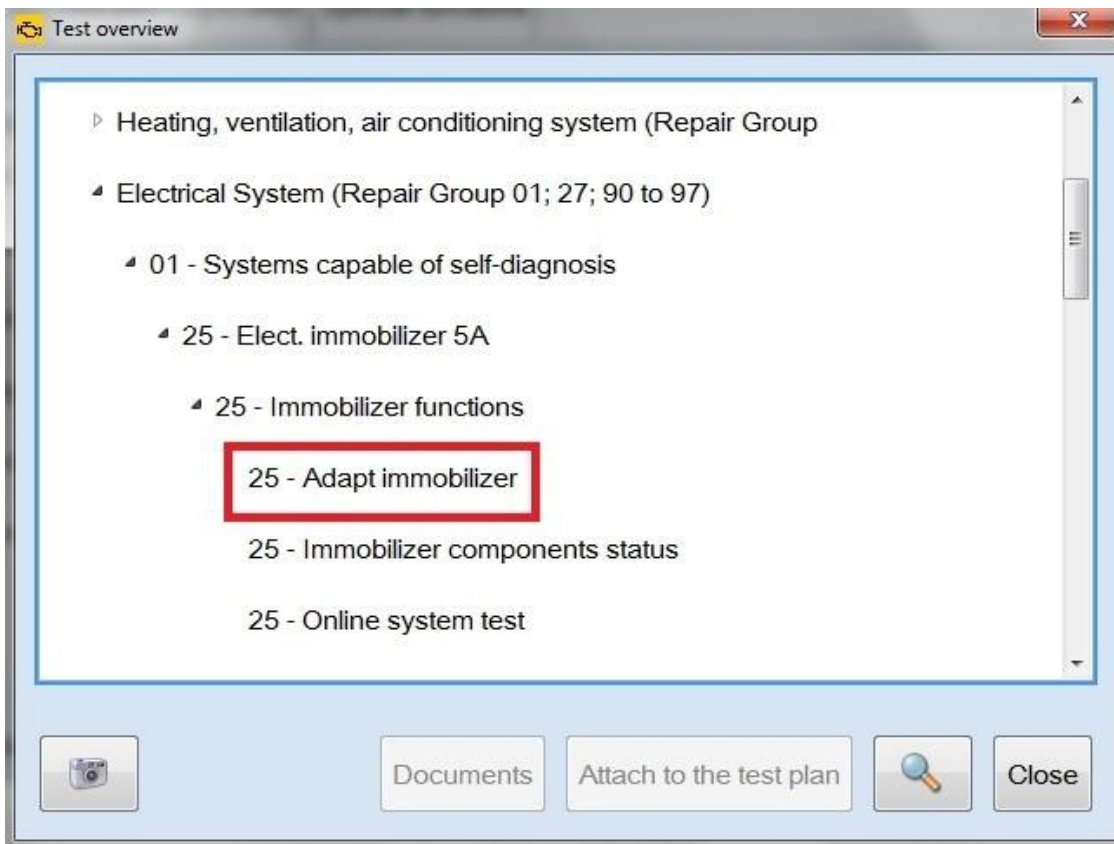 Test overview
Heating, ventilation, air conditioning system (Repair Group
Electrical System (Repair Group 01; 27; 90 to 97)
01 - Systems capable of self-diagnosis
25 - Elect. immobilizer 5A
25 - Immobilizer functions
25 - Adapt immobilizer
25 - Immobilizer components status
25 - Online system test
Documents
Attach to the test plan
Close